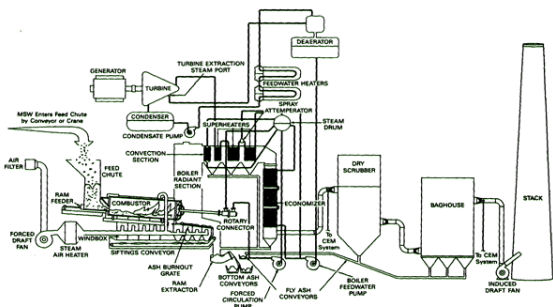 DEAERATOR
TURBINE EXTRACTION
STEAM PORT
GENERATOR
TURBINE
FEEDWATER HEATERS
CONDENSER
SPRAY
ATTEMPERATOR
CONDENSATE PUMP
SUPERHEATERS
STEAM
DRUM
MSW Enters Feed Chute
by Conveyor or Crane
CONVECTION
SECTION
AIR
FILTER
FEED
CHUTE
BOILER
RADIANT
SECTION
DRY
SCRUBBER
STACK
RAM
FEEDER
COMBUSTOR
ECONOMIZER
BAGHOUSE
ROTARY
CONNECTOR
FORCED
DRAFT
FAN
WINDBOX PIT
STEAM
AIR HEATER
SIFTINGS CONVEYOR
To
CEM
System
To CEM
System
ASH BURNOUT
GRATE
RAM
EXTRACTOR
BOTTOM ASH
CONVEYORS
FLY ASH
CONVEYORS
BOILER
FEEDWATER
PUMP
INDUCED
DRAFT FAN
FORCED
CIRCULATION